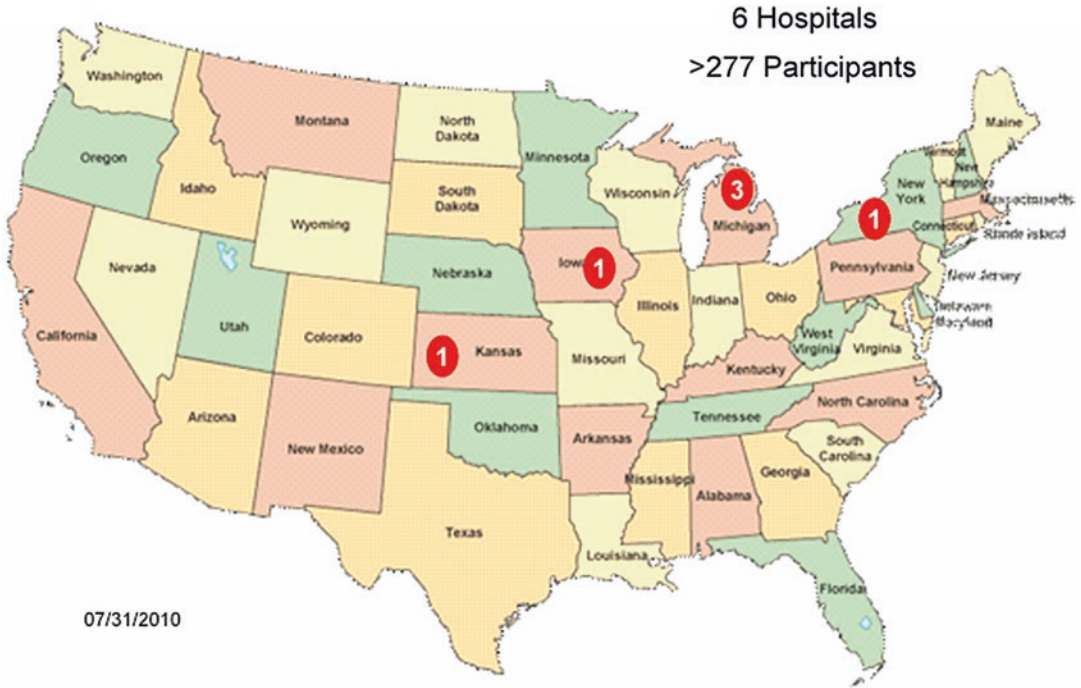 6 Hospitals
>277 Participants
Washington
Montana
North
Dakota
Minnesota
Maine
Oregon
Idaho
South
Dakota
Wisconsin
Vermont
New
Hampshire
New
York
3
Michigan
Massachusetts
1
Connecticut
Rhode Island
Wyoming
Iowa
1
Nebraska
Pennsylvania
New Jersey
Nevada
Illinois
Indiana
Ohio
Delaware
Maryland
Utah
Colorado
California
1
Kansas
Missouri
West
Virginia
Virginia
Kentucky
Arizona
New Mexico
Oklahoma
Arkansas
Tennessee
North Carolina
South
Carolina
Mississippi
Alabama
Georgia
Texas
Louisiana
Florida
07/31/2010